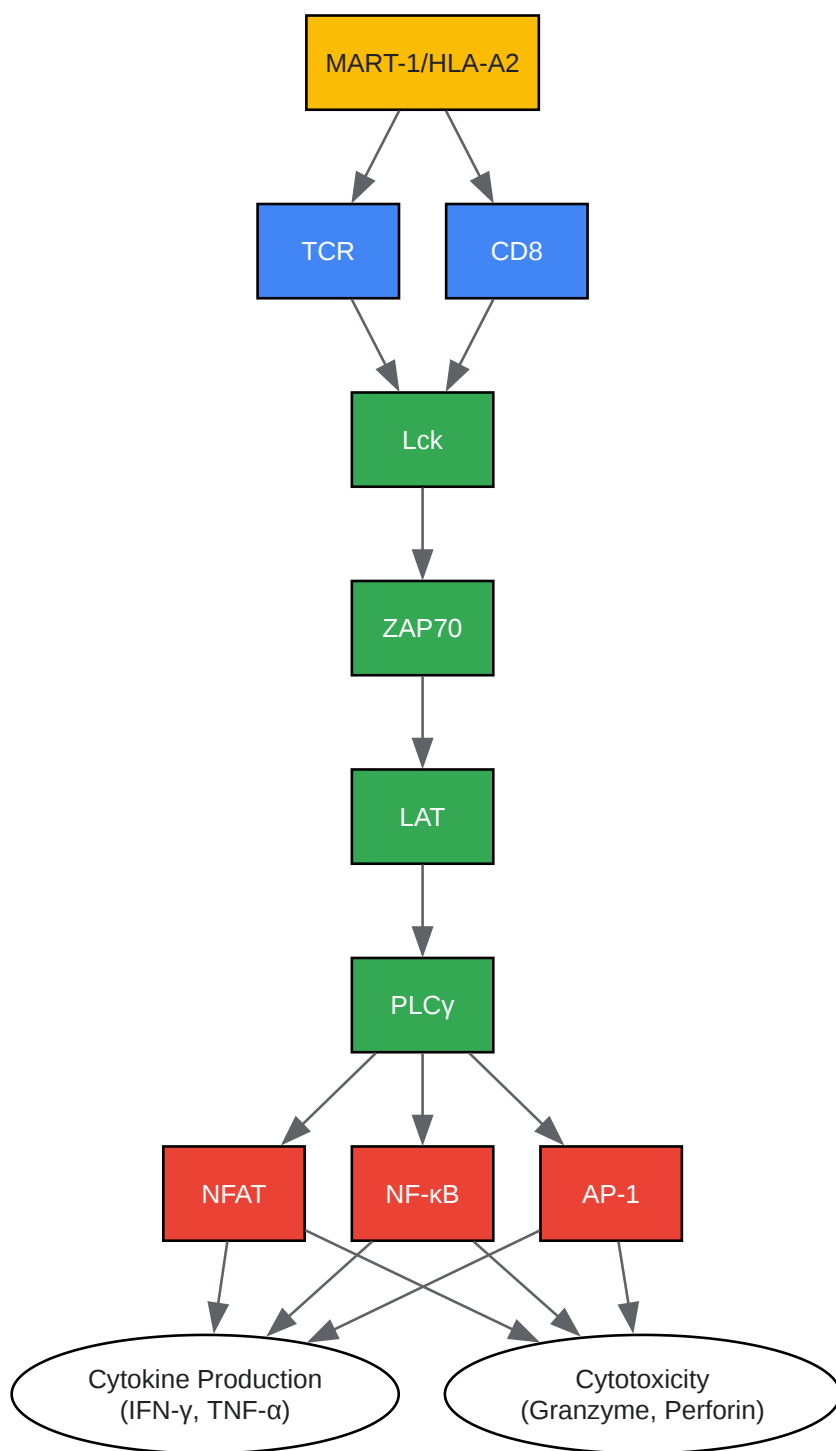 MART-1/HLA-A2
TCR
CD8
Lck
ZAP70
LAT
PLCγ
NFAT
NF-κB
AP-1
Cytokine Production
(IFN-γ, TNF-α)
Cytotoxicity
(Granzyme, Perforin)